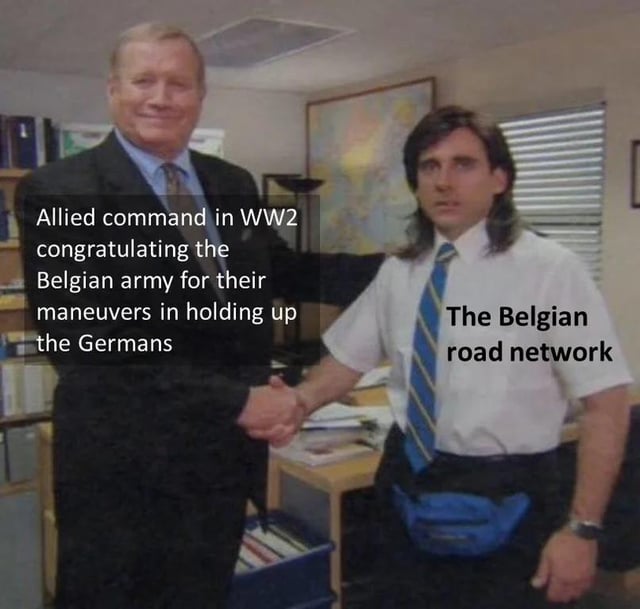 Allied command in WW2
congratulating the
Belgian army for their
maneuvers in holding up
the Germans
The Belgian
road network